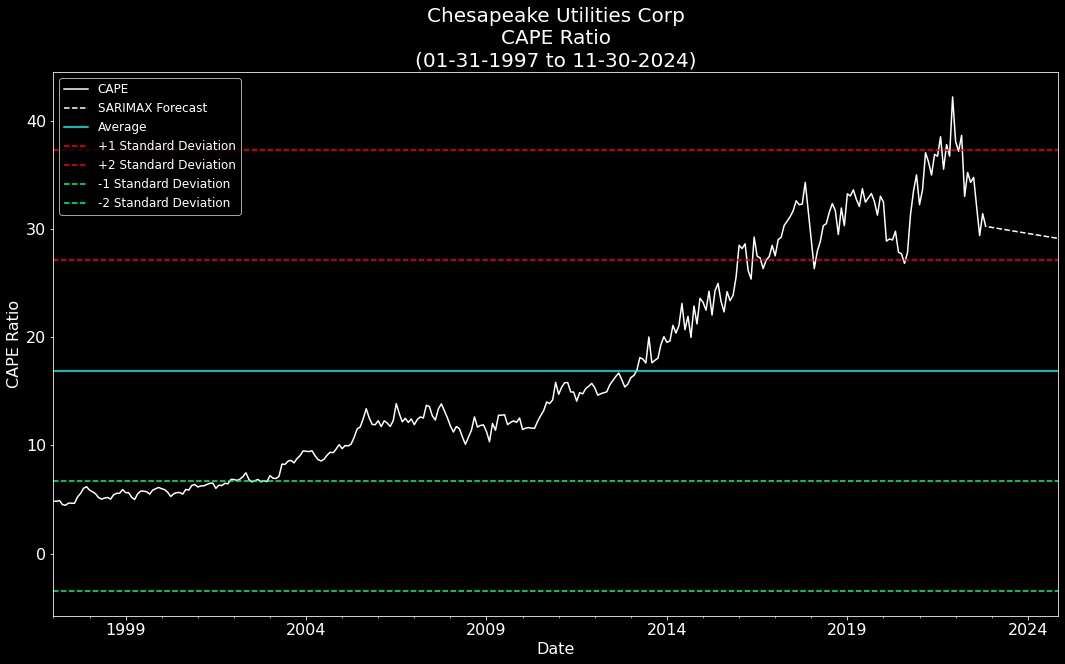 Chesapeake Utilities Corp
CAPE Ratio
(01-31-1997 to 11-30-2024)
CAPE
SARIMAX Forecast
Average
+1 Standard Deviation
+2 Standard Deviation
-1 Standard Deviation
-2 Standard Deviation
CAPE Ratio
40
30
20
10
0
1999 2004 2009 2014 2019 2024
Date